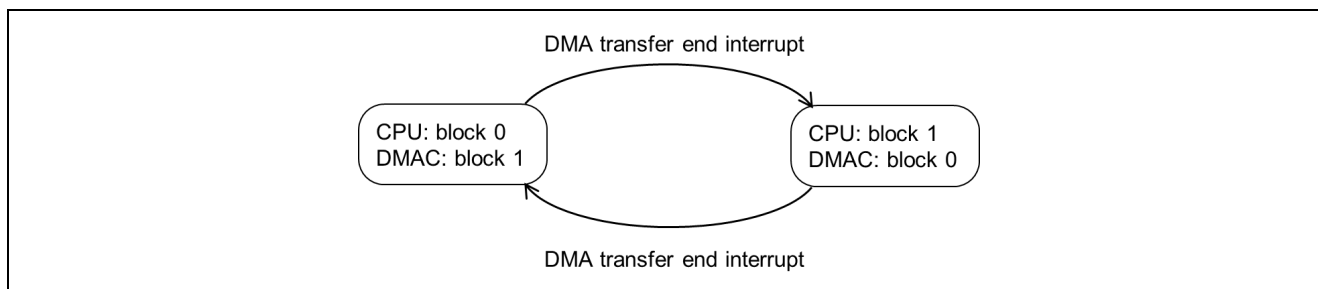 DMA transfer end interrupt
CPU: block 0
DMAC: block 1
CPU: block 1
DMAC: block 0
DMA transfer end interrupt